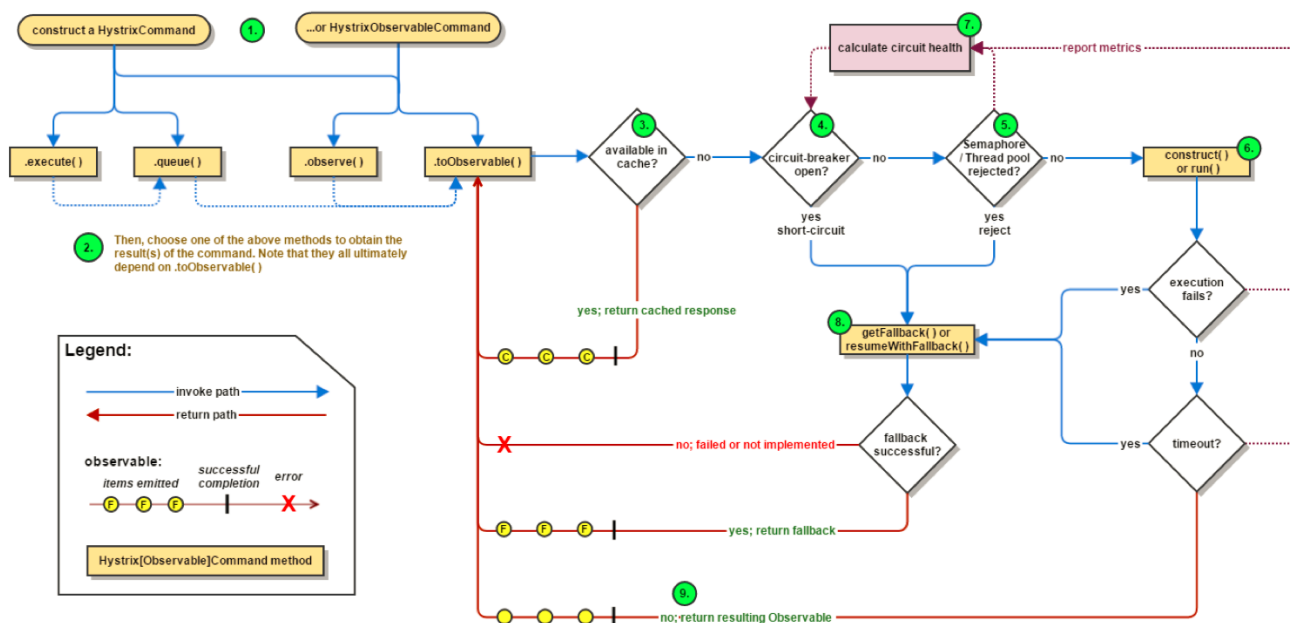 construct a HystrixCommand
1.
...or HystrixObservableCommand
7.
calculate circuit health
report metrics
.execute( )
.queue( )
.observe( )
.toObservable( )
3.
available in
cache?
no
4.
circuit-breaker
open?
no
5.
Semaphore
/ Thread pool
rejected?
no
6.
construct( )
or run( )
yes
short-circuit
yes
reject
2.
Then, choose one of the above methods to obtain the
result(s) of the command. Note that they all ultimately
depend on .toObservable( )
yes
execution
fails?
no
yes; return cached response
C C C
8.
getFallback( ) or
resumeWithFallback( )
X
no; failed or not implemented
fallback
successful?
yes
timeout?
F F F
yes; return fallback
9.
no; return resulting Observable
Legend:
invoke path
return path
observable:
items emitted
successful
completion
error
F F F
X
Hystrix[Observable]Command method